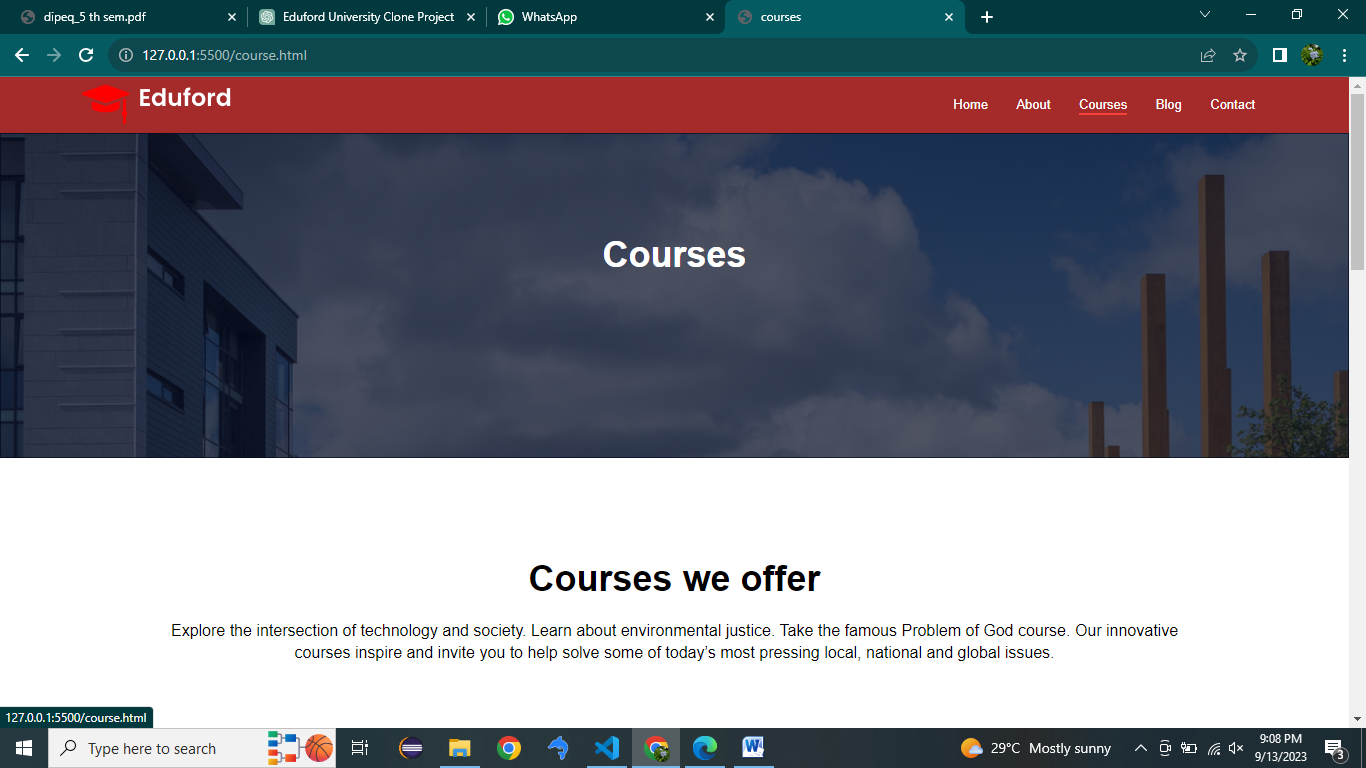 dipeq_5 th sem.pdf
Eduford University Clone Project
WhatsApp
courses
127.0.0.1:5500/course.html
Eduford
Home
About
Courses
Blog
Contact
Courses
Courses we offer
Explore the intersection of technology and society. Learn about environmental justice. Take the famous Problem of God course. Our innovative
courses inspire and invite you to help solve some of today’s most pressing local, national and global issues.
127.0.0.1:5500/course.html
Type here to search
29°C Mostly sunny
9:08 PM
9/13/2023
3